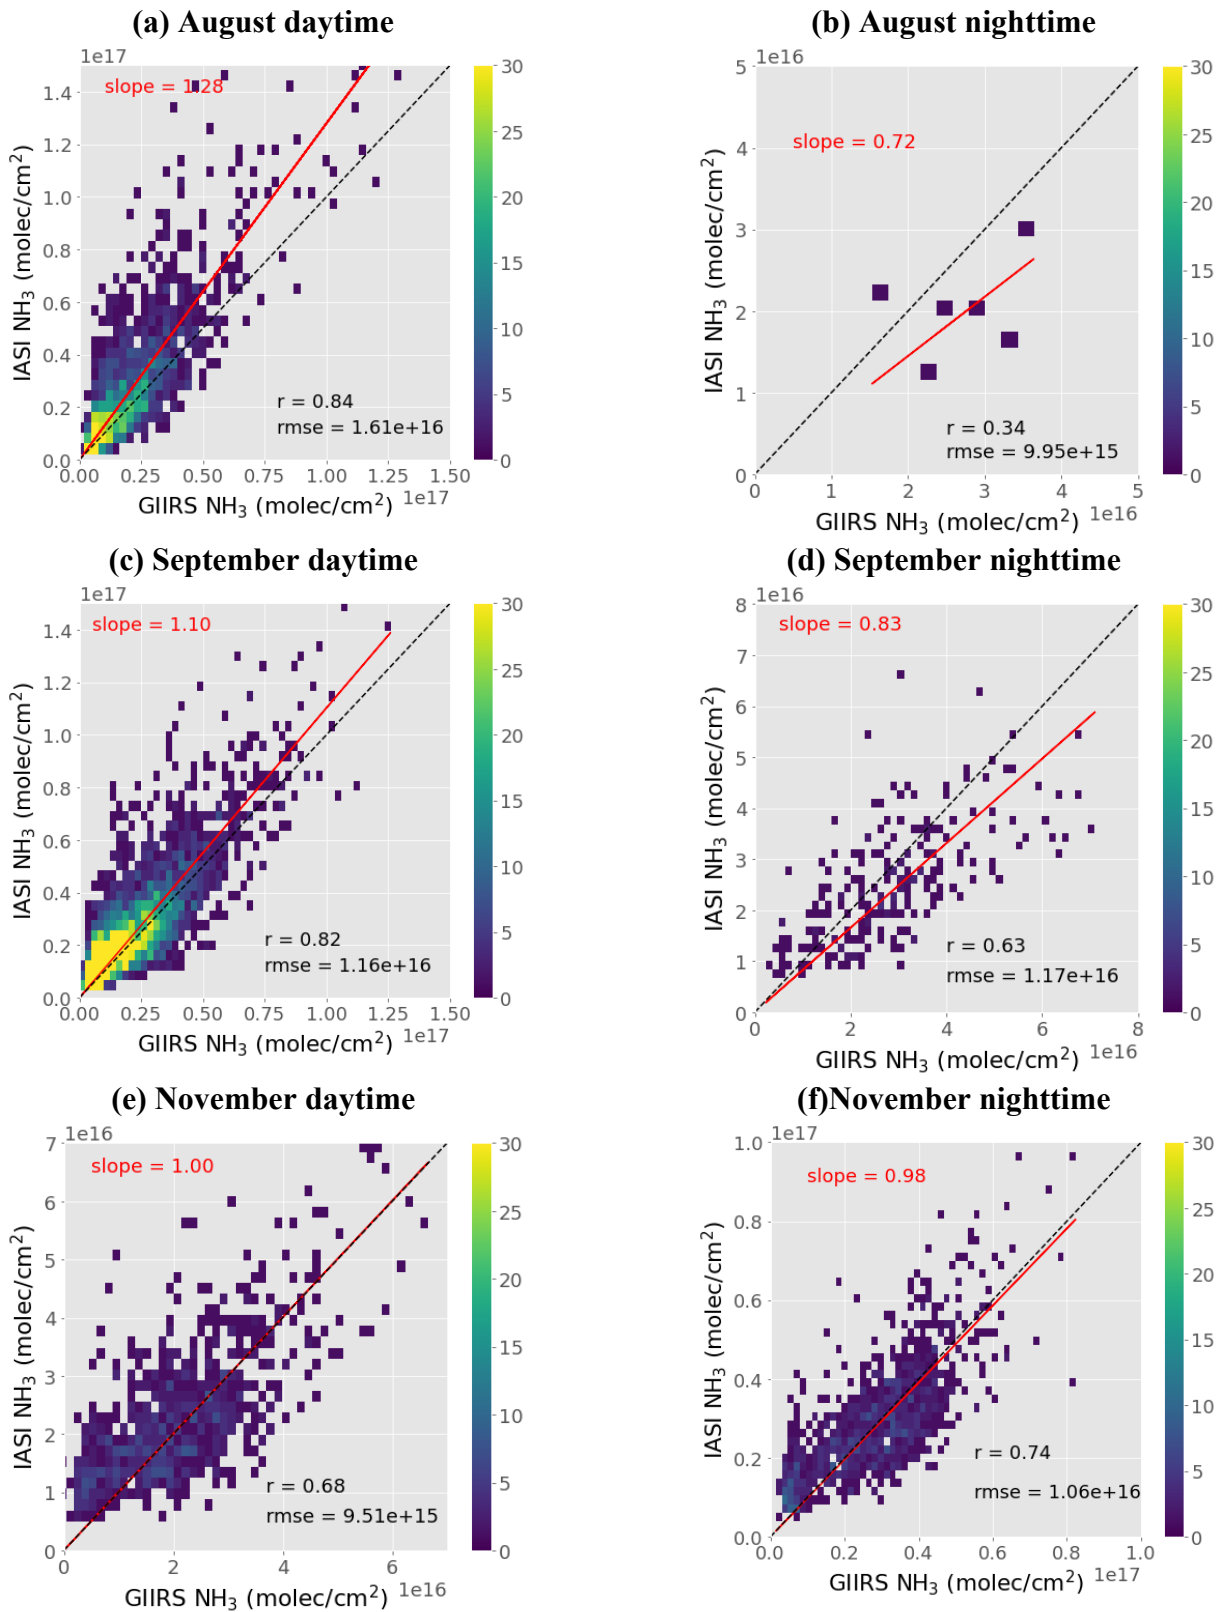 (a) August daytime
1e17
slope = 1.28
1.4
1.2
1.0
0.8
0.6
0.4
0.2
0.0
IASI NH3 (molec/cm2)
r = 0.84
rmse = 1.61e+16
0.00 0.25 0.50 0.75 1.00 1.25 1.50
GIIRS NH3 (molec/cm2) 1e17
30
25
20
15
10
5
0
(b) August nighttime
1e16
slope = 0.72
5
4
3
2
1
0
IASI NH3 (molec/cm2)
r = 0.34
rmse = 9.95e+15
0 1 2 3 4 5
GIIRS NH3 (molec/cm2) 1e16
30
25
20
15
10
5
0
(c) September daytime
1e17
slope = 1.10
1.4
1.2
1.0
0.8
0.6
0.4
0.2
0.0
IASI NH3 (molec/cm2)
r = 0.82
rmse = 1.16e+16
0.00 0.25 0.50 0.75 1.00 1.25 1.50
GIIRS NH3 (molec/cm2) 1e17
30
25
20
15
10
5
0
(d) September nighttime
1e16
slope = 0.83
8
7
6
5
4
3
2
1
0
IASI NH3 (molec/cm2)
r = 0.63
rmse = 1.17e+16
0 2 4 6 8
GIIRS NH3 (molec/cm2) 1e16
30
25
20
15
10
5
0
(e) November daytime
1e16
slope = 1.00
7
6
5
4
3
2
1
0
IASI NH3 (molec/cm2)
r = 0.68
rmse = 9.51e+15
0 2 4 6
GIIRS NH3 (molec/cm2) 1e16
30
25
20
15
10
5
0
(f)November nighttime
1e17
slope = 0.98
1.0
0.8
0.6
0.4
0.2
0.0
IASI NH3 (molec/cm2)
r = 0.74
rmse = 1.06e+16
0.0 0.2 0.4 0.6 0.8 1.0
GIIRS NH3 (molec/cm2) 1e17
30
25
20
15
10
5
0